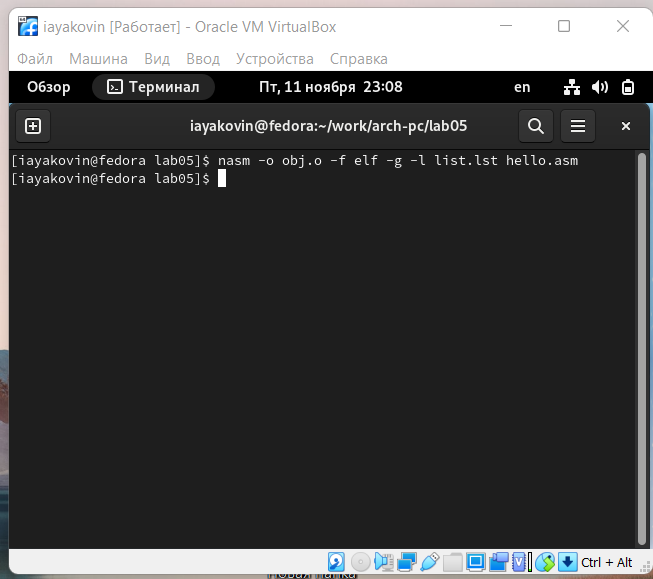 iayakovin [Работает] - Oracle VM VirtualBox
Файл Машина Вид Ввод Устройства Справка
Обзор Терминал Пт, 11 ноября 23:08 en
iayakovin@fedora:~/work/arch-pc/lab05
[iayakovin@fedora lab05]$ nasm -o obj.o -f elf -g -l list.lst hello.asm
[iayakovin@fedora lab05]$
Ctrl + Alt